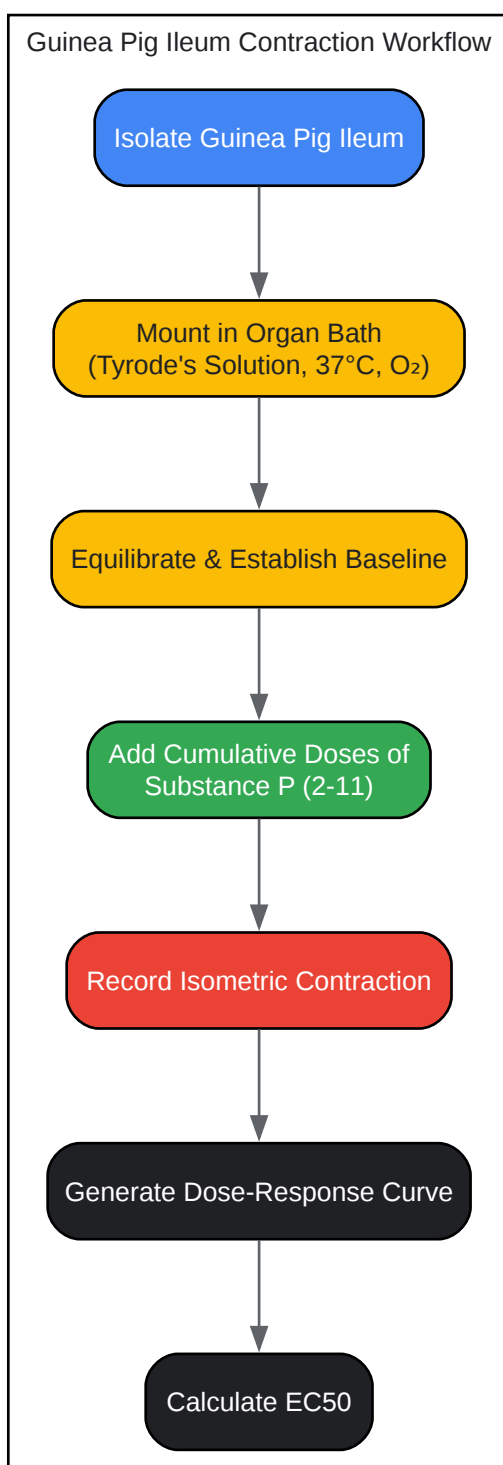 Guinea Pig Ileum Contraction Workflow
Isolate Guinea Pig Ileum
Mount in Organ Bath
(Tyrode's Solution, 37°C, O₂)
Equilibrate & Establish Baseline
Add Cumulative Doses of
Substance P (2-11)
Record Isometric Contraction
Generate Dose-Response Curve
Calculate EC50